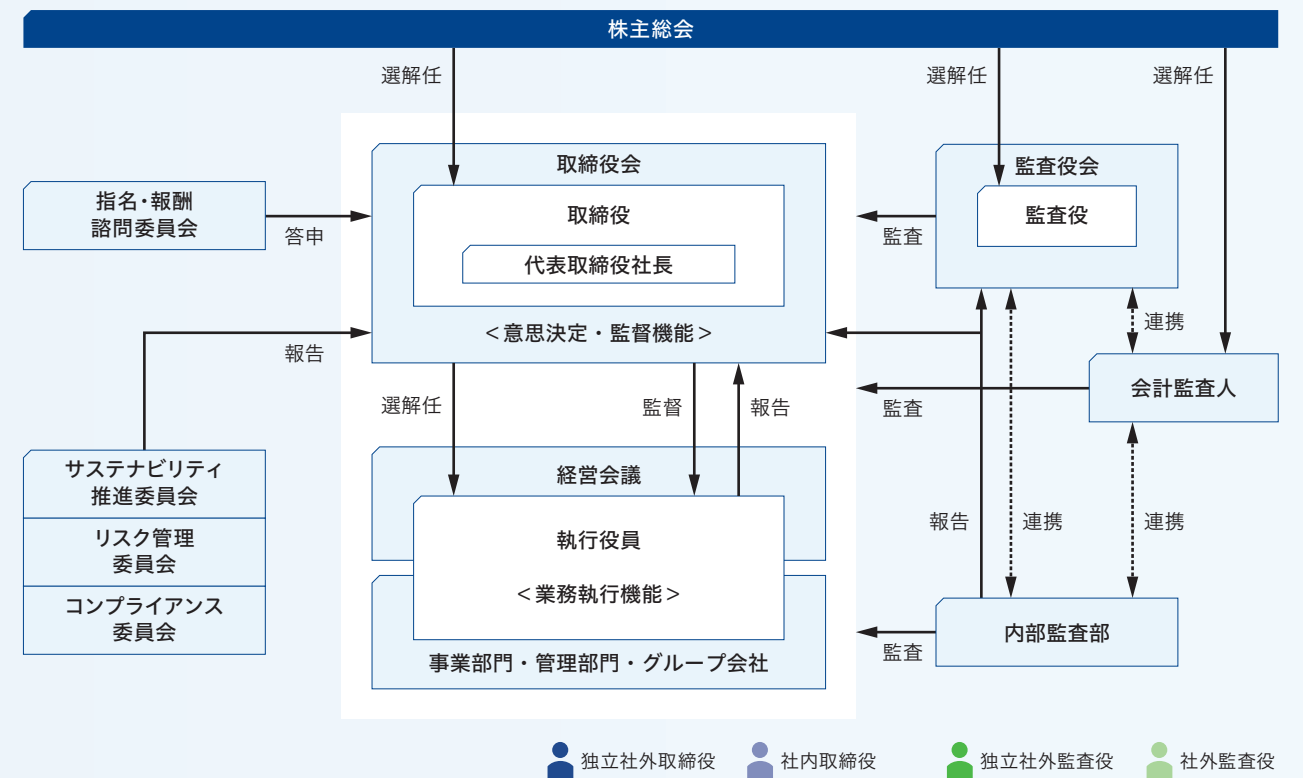 株主総会
選解任
選解任
選解任
取締役会
監査役会
指名・報酬
諮問委員会
答申
取締役
代表取締役社長
監査
監査役
<意思決定・監督機能>
報告
連携
選解任
監督
報告
監査
会計監査人
サステナビリティ
推進委員会
リスク管理
委員会
コンプライアンス
委員会
経営会議
執行役員
<業務執行機能>
事業部門・管理部門・グループ会社
報告
連携
連携
監査
内部監査部
独立社外取締役
社内取締役
独立社外監査役
社外監査役